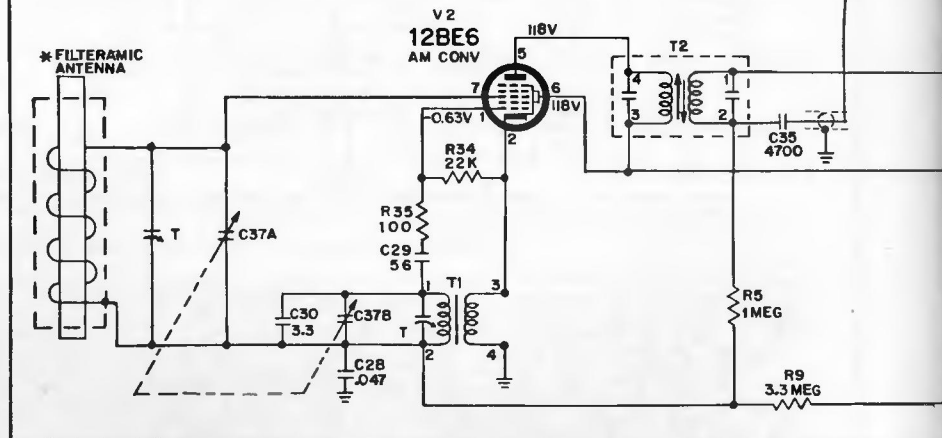 V2
12BE6
AM CONV
118V
5
* FILTERAMIC
ANTENNA
T2
7
6
118V
4
1
-0.63V 1
2
3
2
C35
4700
R34
22K
R35
100
C29
56
T
C37A
1
T1
3
C30
3.3
C37B
T
2
4
C28
.047
R5
1MEG
R9
3.3 MEG